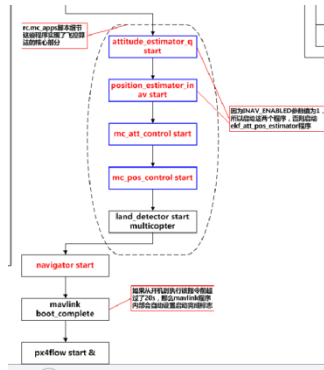 rc.mc_apps脚本细节
这些程序实现了飞控算
法的核心部分
attitude_estimator_q
start
position_estimator_in
av start
因为INAV_ENABLED参数值为1，
所以启动这两个程序，否则启动
ekf_att_pos_estimator程序
mc_att_control start
mc_pos_control start
land_detector start
multicopter
navigator start
mavlink
boot_complete
如果从开机到执行该指令前超
过了20s，那么mavlink程序
内部会自动设置启动完成标志
px4flow start &